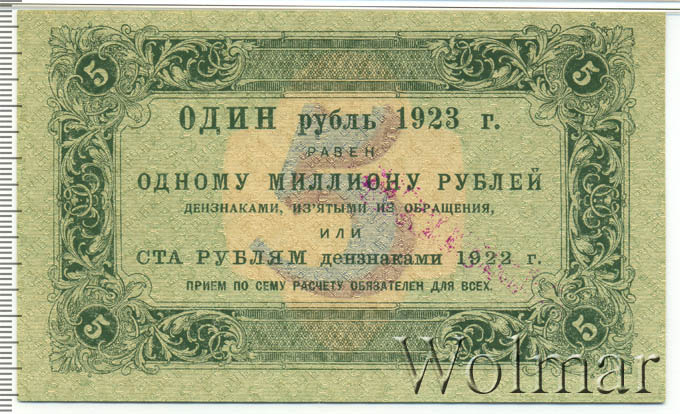 5 5
ОДИН рубль 1923 г.
РАВЕН
ОДНОМУ МИЛЛИОНУ РУБЛЕЙ
ДЕНЗНАКАМИ, ИЗ'ЯТЫМИ ИЗ ОБРАЩЕНИЯ,
ИЛИ
СТА РУБЛЯМ дензнаками 1922 г.
ПРИЕМ ПО СЕМУ РАСЧЕТУ ОБЯЗАТЕЛЕН ДЛЯ ВСЕХ.
5
5 5
Wolmar